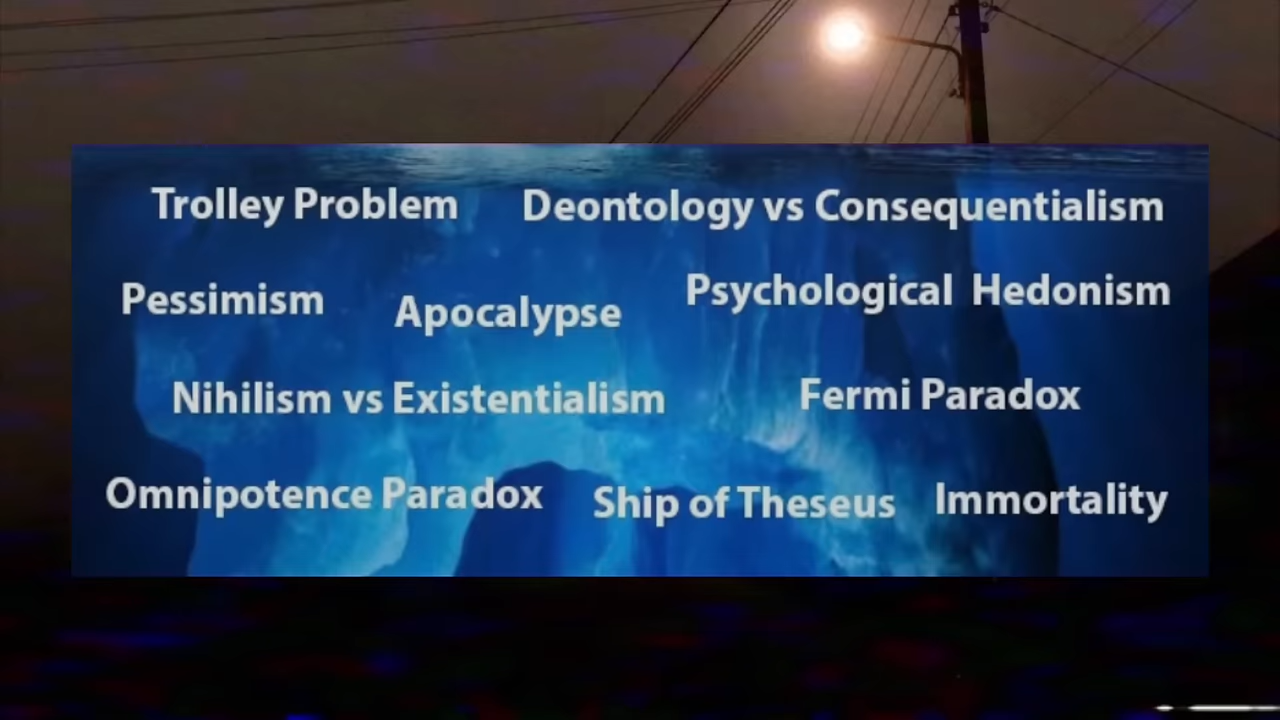 Trolley Problem
Deontology vs Consequentialism
Pessimism
Apocalypse
Psychological Hedonism
Nihilism vs Existentialism
Fermi Paradox
Omnipotence Paradox
Ship of Theseus
Immortality